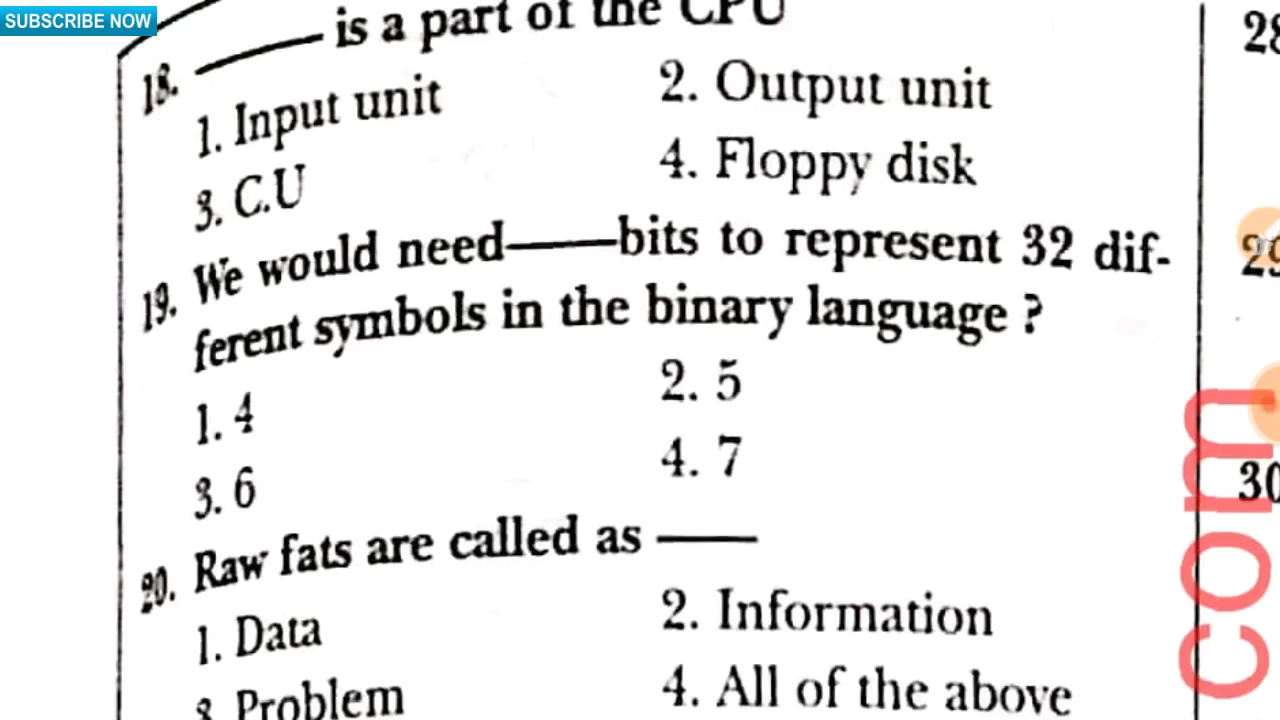 SUBSCRIBE NOW
18. ——— is a part of the CPU
1. Input unit 2. Output unit
3. C.U 4. Floppy disk
19. We would need——bits to represent 32 dif-
ferent symbols in the binary language ?
1. 4 2. 5
3. 6 4. 7
20. Raw fats are called as ——
1. Data 2. Information
3 Problem 4. All of the above
28
29
30
com